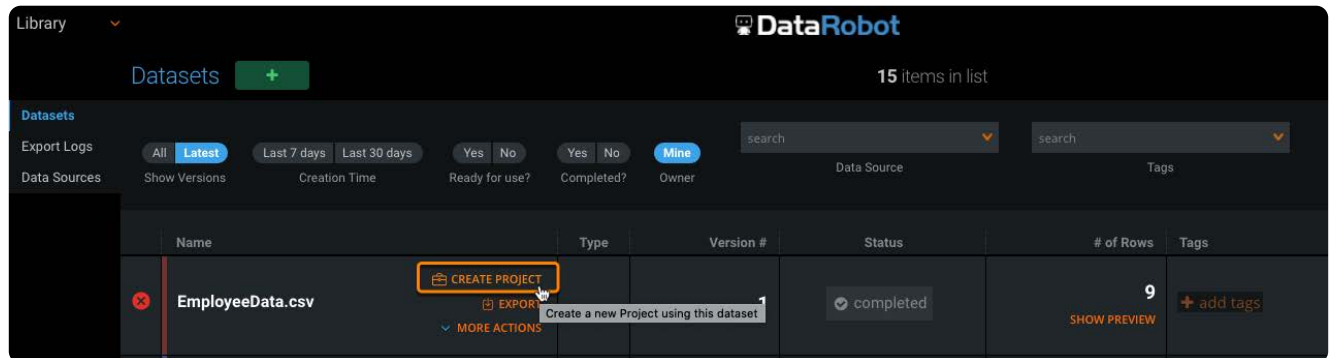 Library
DataRobot
Datasets +
15 items in list
Datasets
Export Logs
Data Sources
All Latest
Show Versions
Last 7 days Last 30 days
Creation Time
Yes No
Ready for use?
Yes No
Completed?
Mine
Owner
search
Data Source
search
Tags
Name Type Version # Status # of Rows Tags
EmployeeData.csv
CREATE PROJECT
EXPORT
MORE ACTIONS
Create a new Project using this dataset
1
completed
9
SHOW PREVIEW
+ add tags